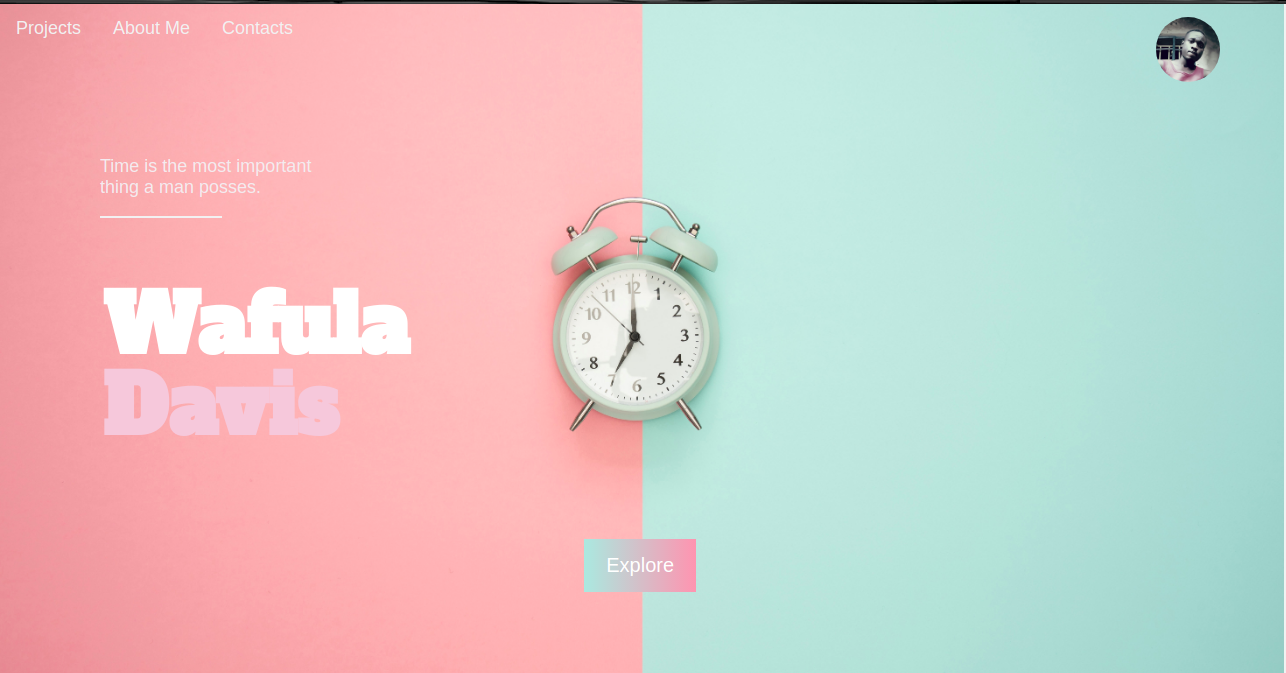 Projects About Me Contacts
Time is the most important
thing a man posses.
Wafula
Davis
12
11 1
10 2
9 3
8 4
7 5
6
Explore